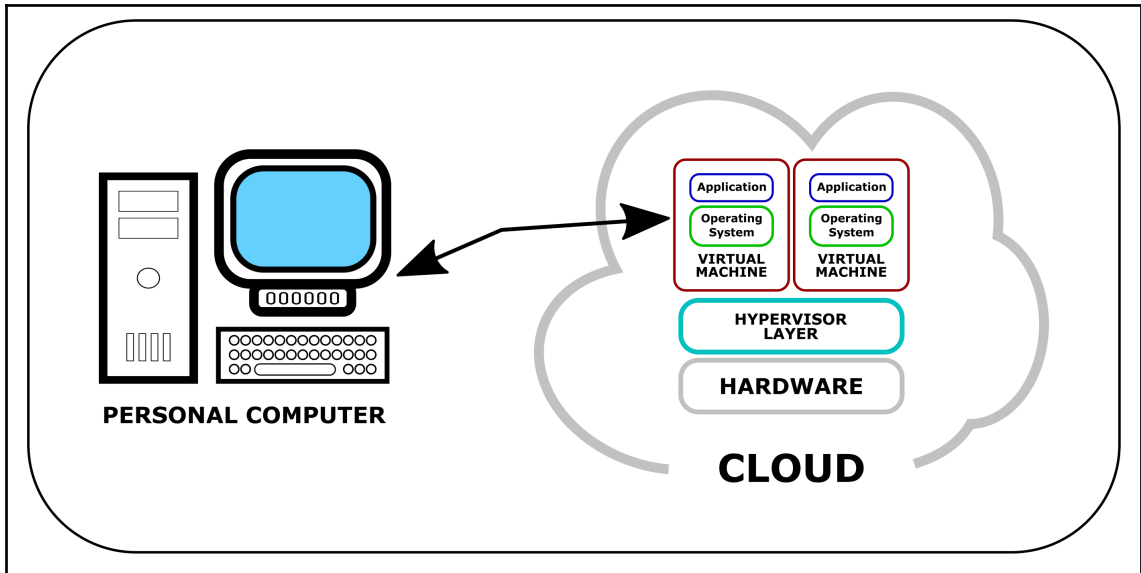 Application
Operating
System
VIRTUAL
MACHINE
Application
Operating
System
VIRTUAL
MACHINE
HYPERVISOR
LAYER
HARDWARE
CLOUD
PERSONAL COMPUTER